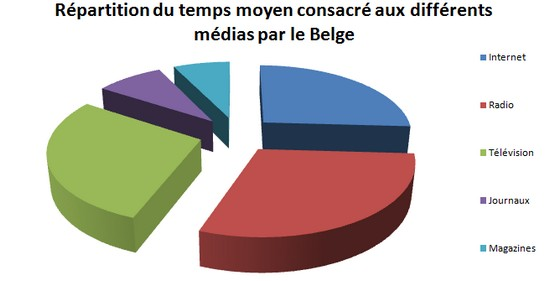 Répartition du temps moyen consacré aux différents
médias par le Belge
Internet
Radio
Télévision
Journaux
Magazines